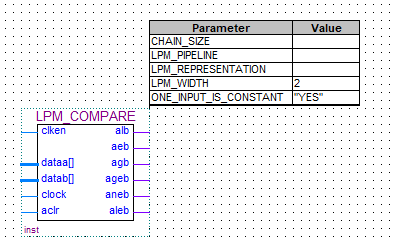 Parameter Value
CHAIN_SIZE
LPM_PIPELINE
LPM_REPRESENTATION
LPM_WIDTH 2
ONE_INPUT_IS_CONSTANT "YES"
LPM_COMPARE
clken alb
aeb
dataa[] agb
datab[] ageb
clock aneb
aclr aleb
inst